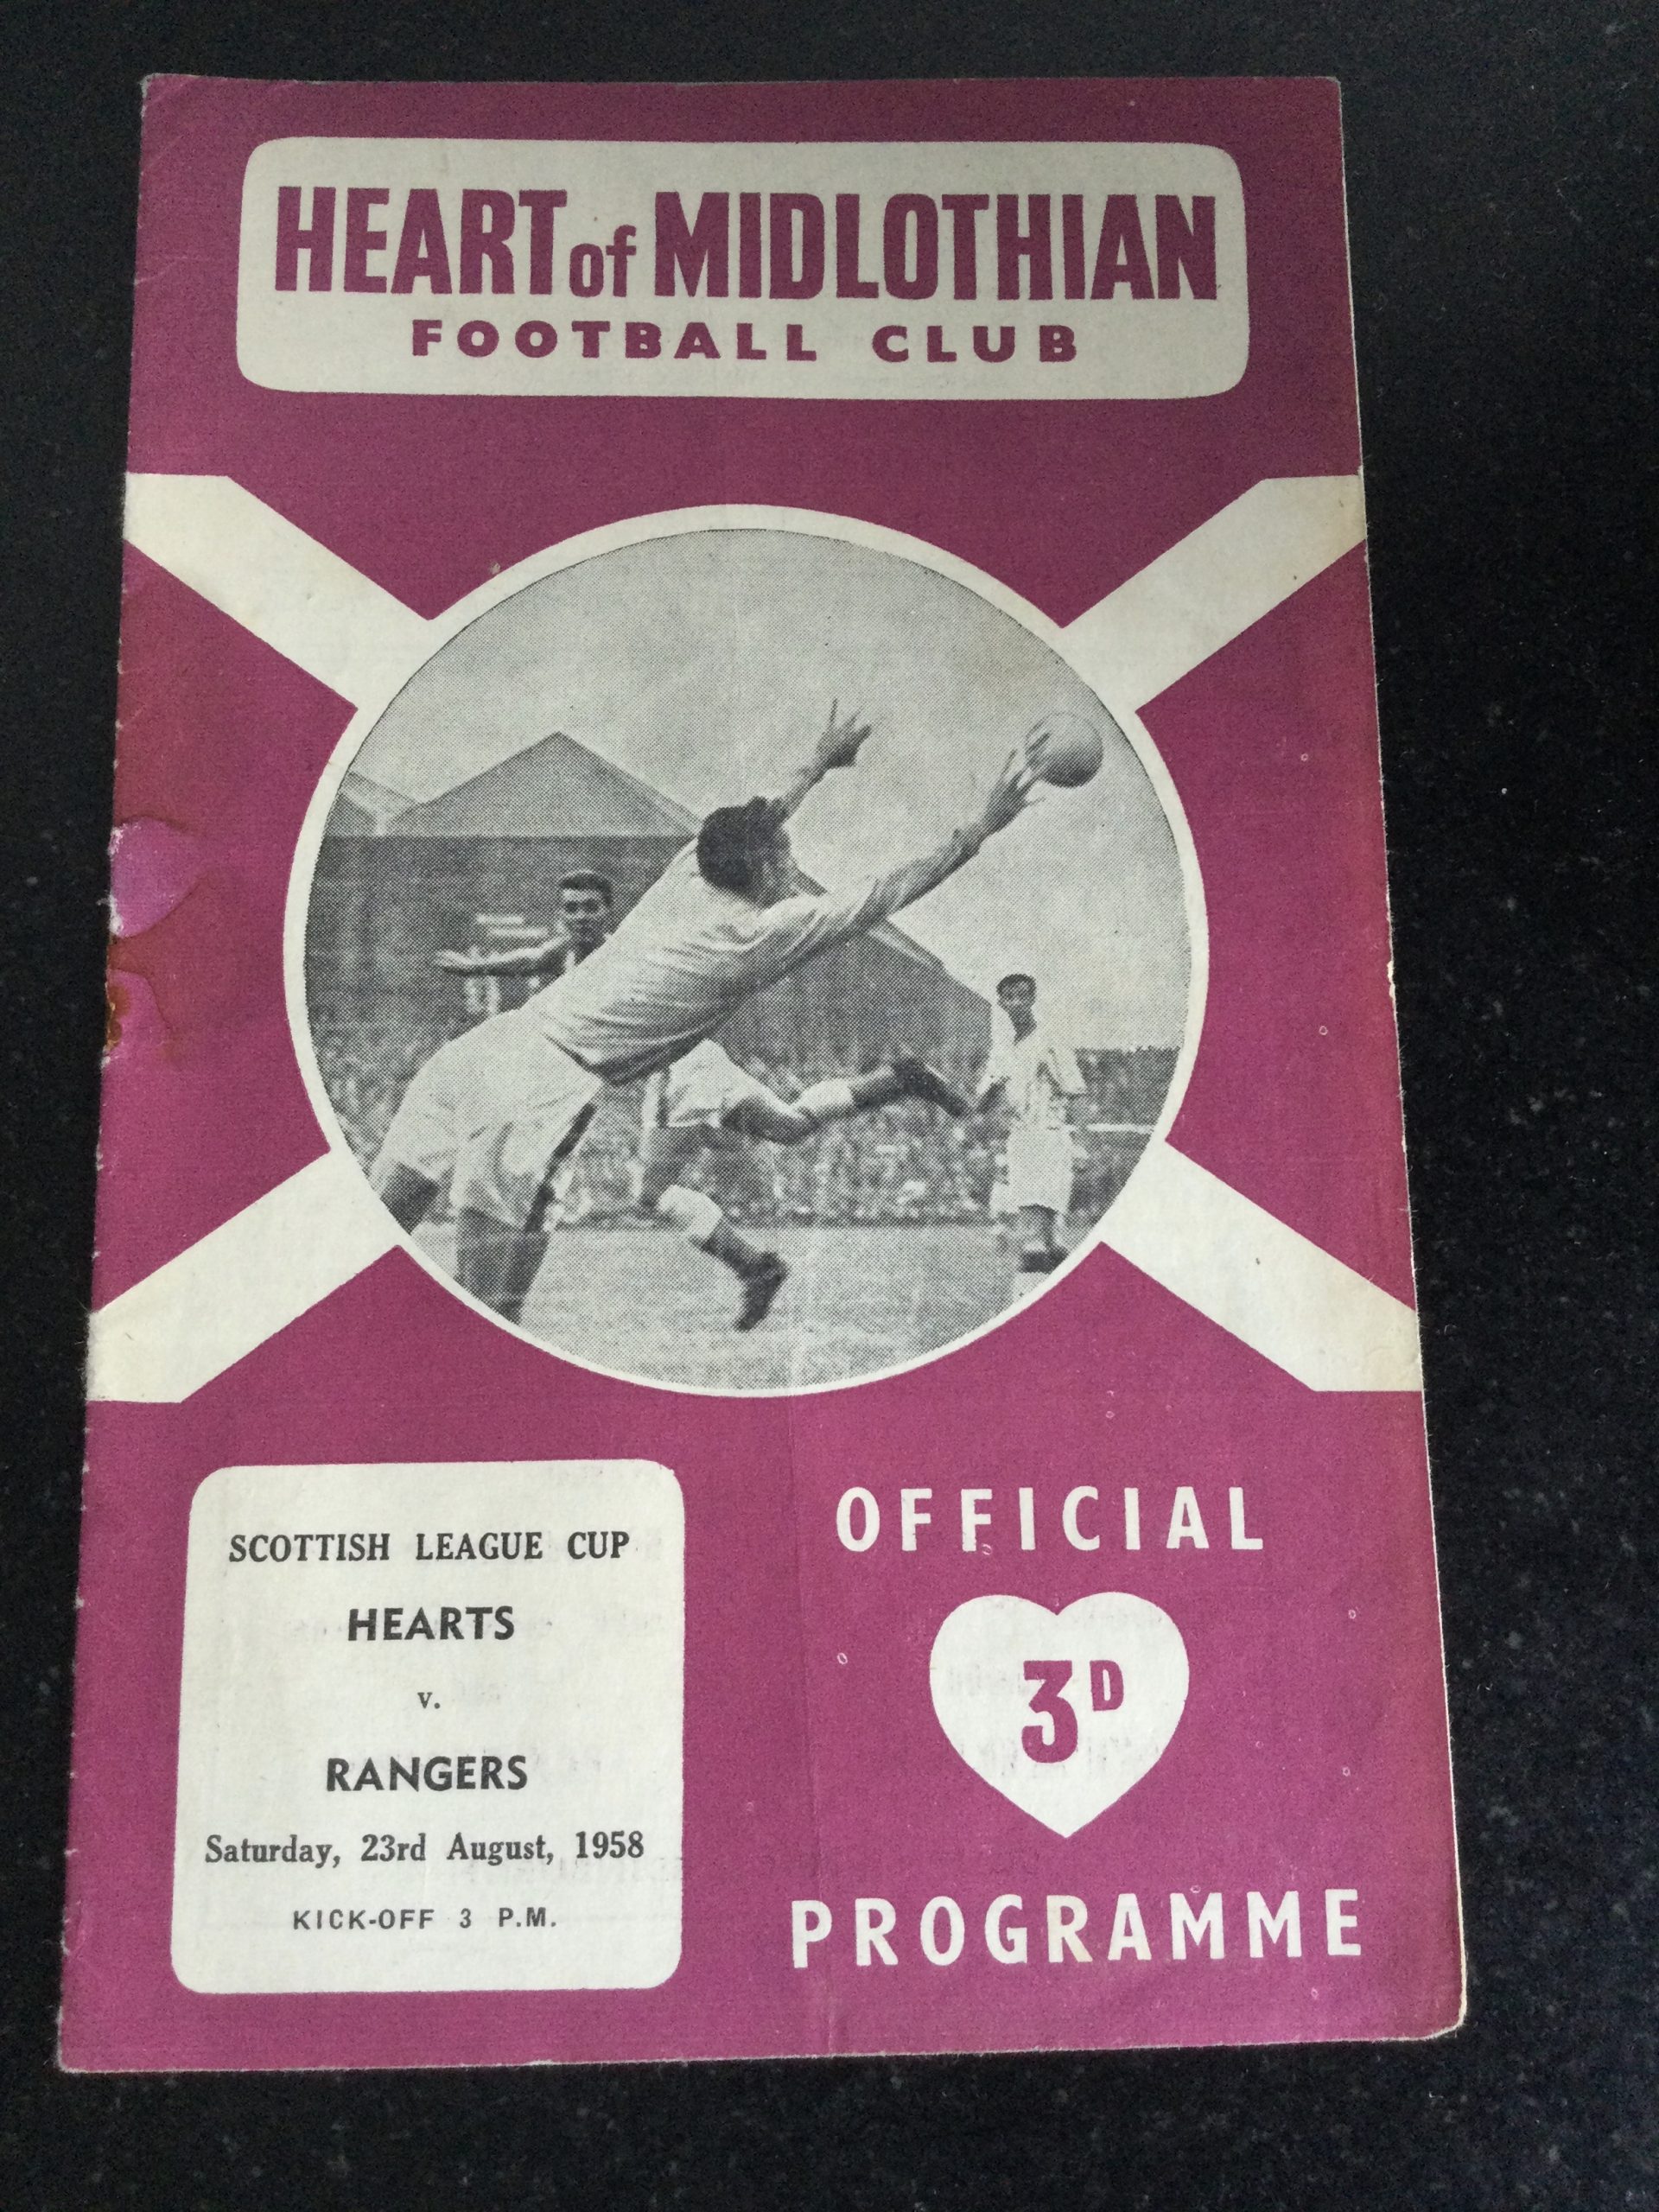 HEART of MIDLOTHIAN
FOOTBALL CLUB
SCOTTISH LEAGUE CUP
HEARTS
v.
RANGERS
Saturday, 23rd August, 1958
KICK-OFF 3 P.M.
OFFICIAL
3D
PROGRAMME